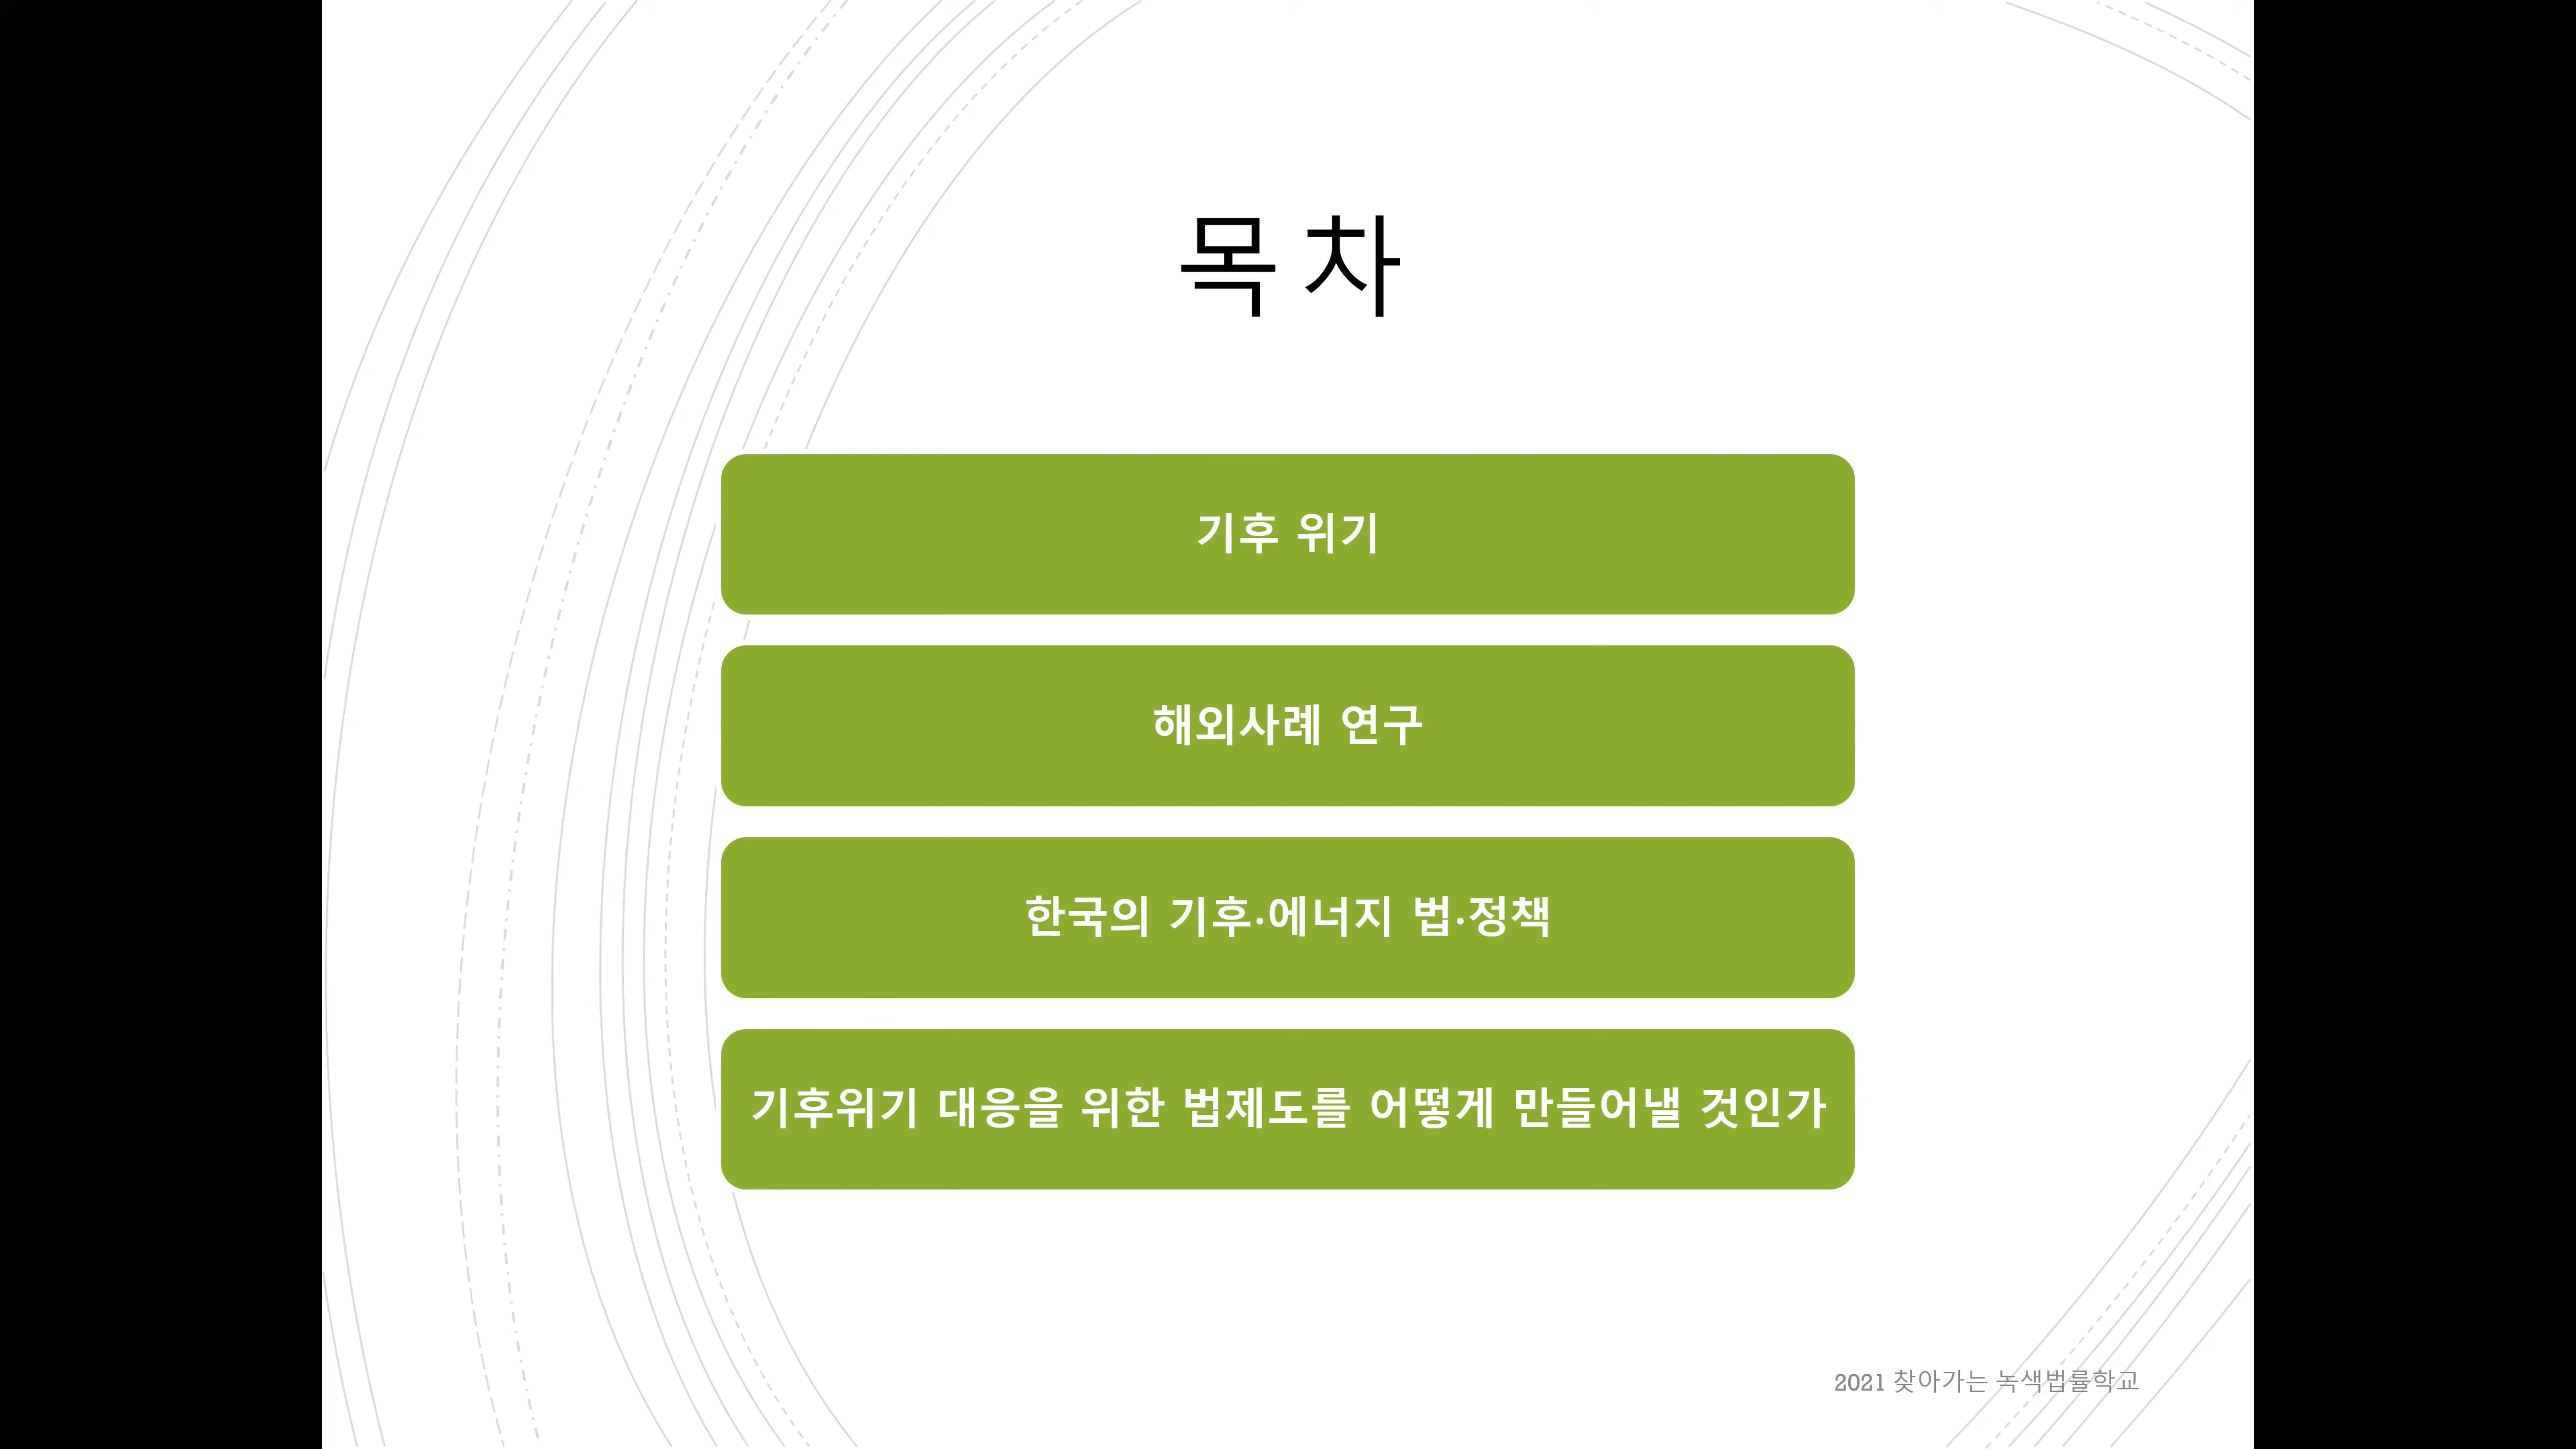 목 차
기후 위기
해외사례 연구
한국의 기후·에너지 법·정책
기후위기 대응을 위한 법제도를 어떻게 만들어낼 것인가
2021 찾아가는 녹색법률학교